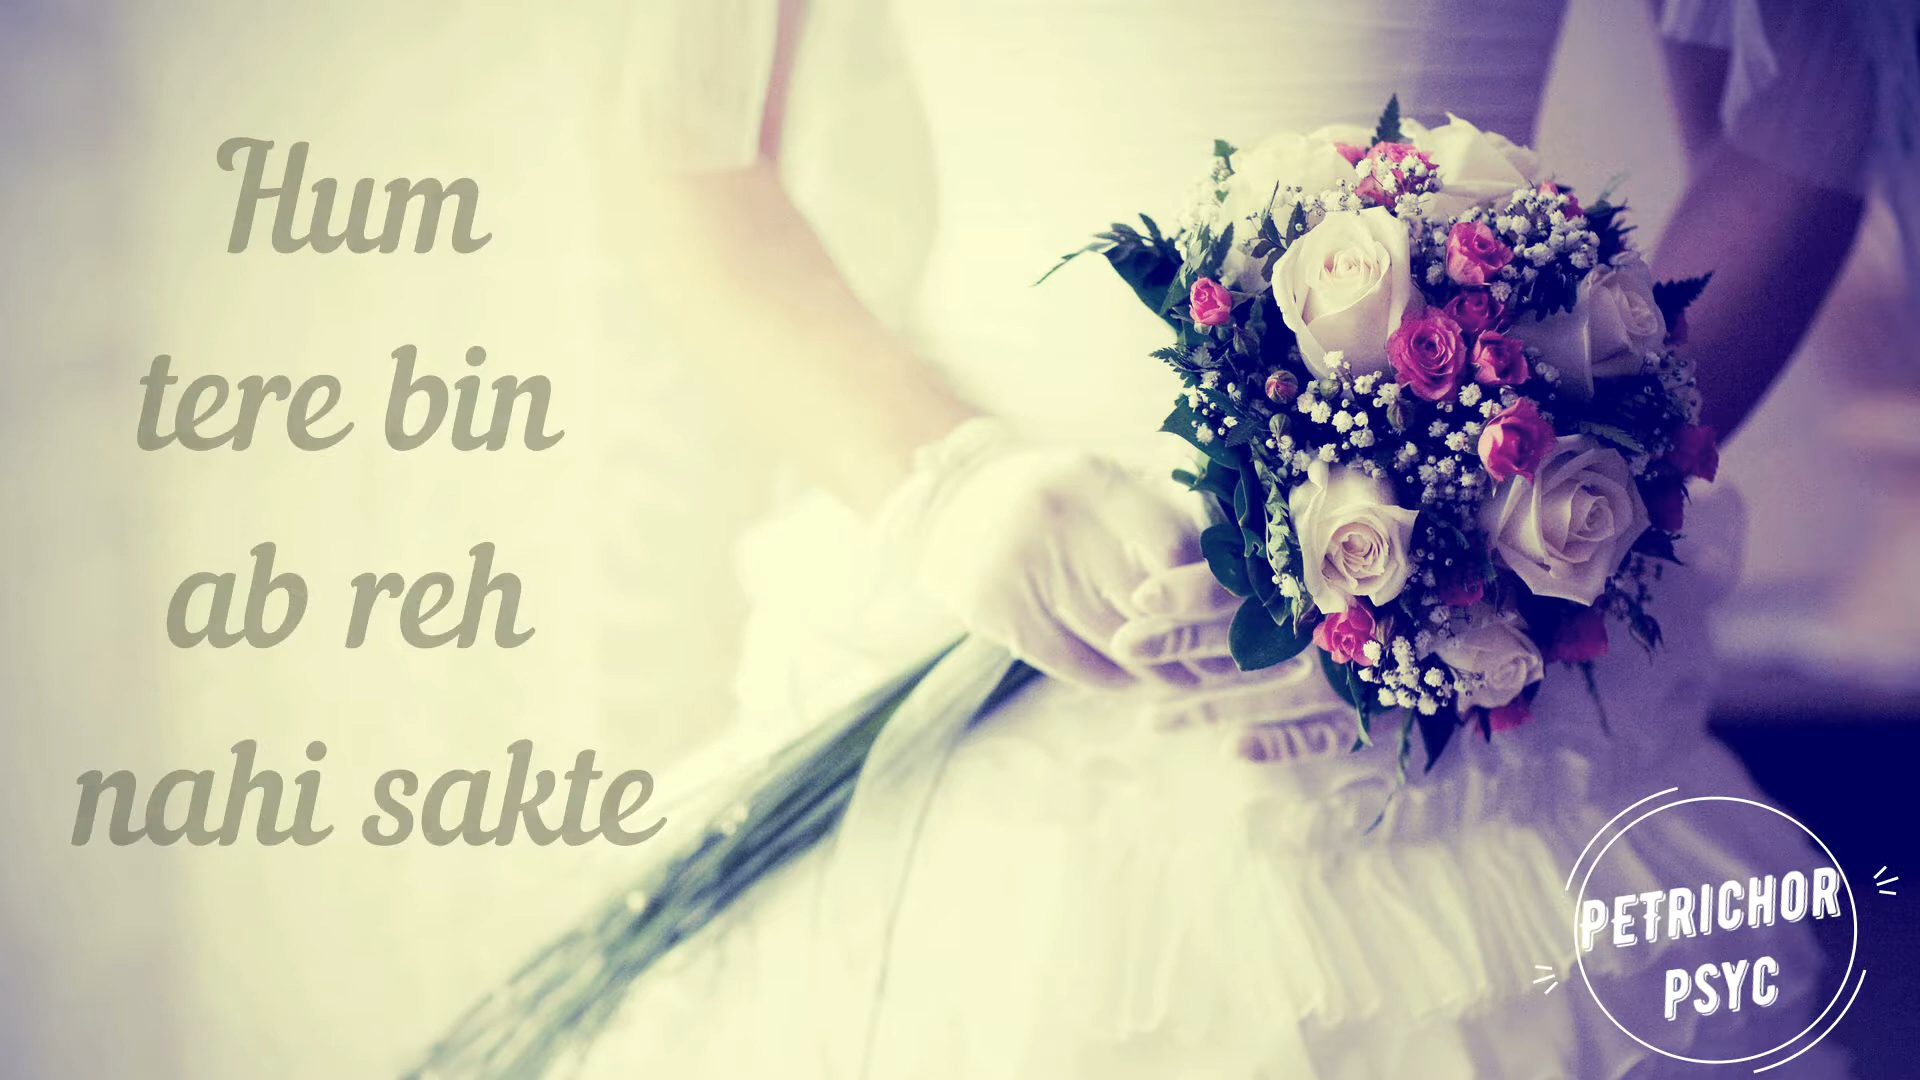 Hum
tere bin
ab reh
nahi sakte
PETRICHOR
PSYC